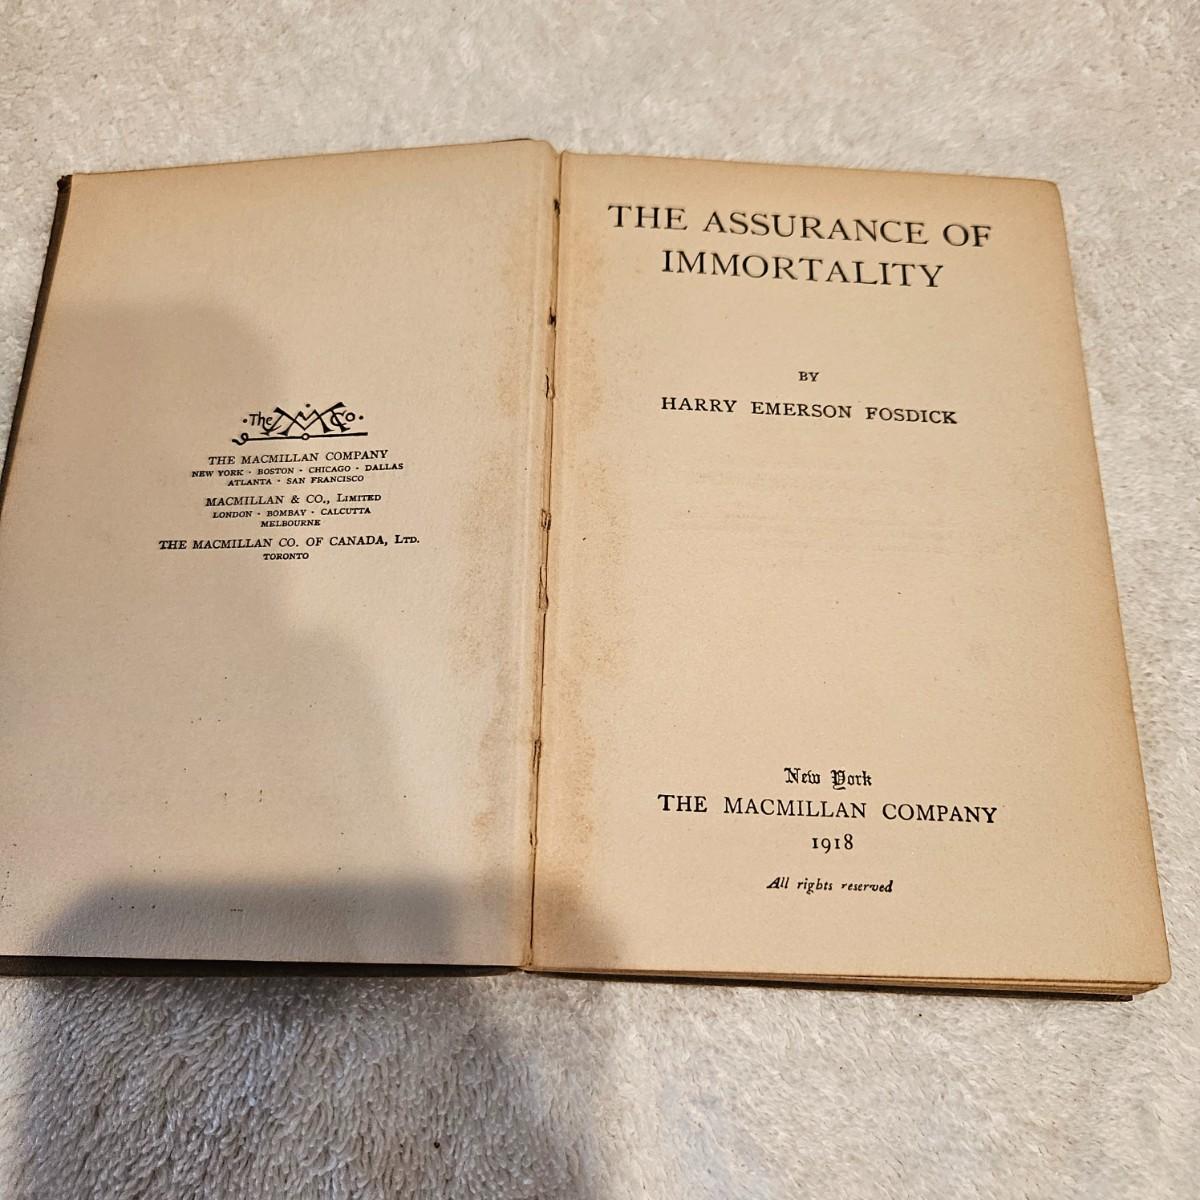 The MM Co
THE MACMILLAN COMPANY
NEW YORK · BOSTON · CHICAGO · DALLAS
ATLANTA · SAN FRANCISCO
MACMILLAN & CO., LIMITED
LONDON · BOMBAY · CALCUTTA
MELBOURNE
THE MACMILLAN CO. OF CANADA, LTD.
TORONTO
THE ASSURANCE OF
IMMORTALITY
BY
HARRY EMERSON FOSDICK
New York
THE MACMILLAN COMPANY
1918
All rights reserved